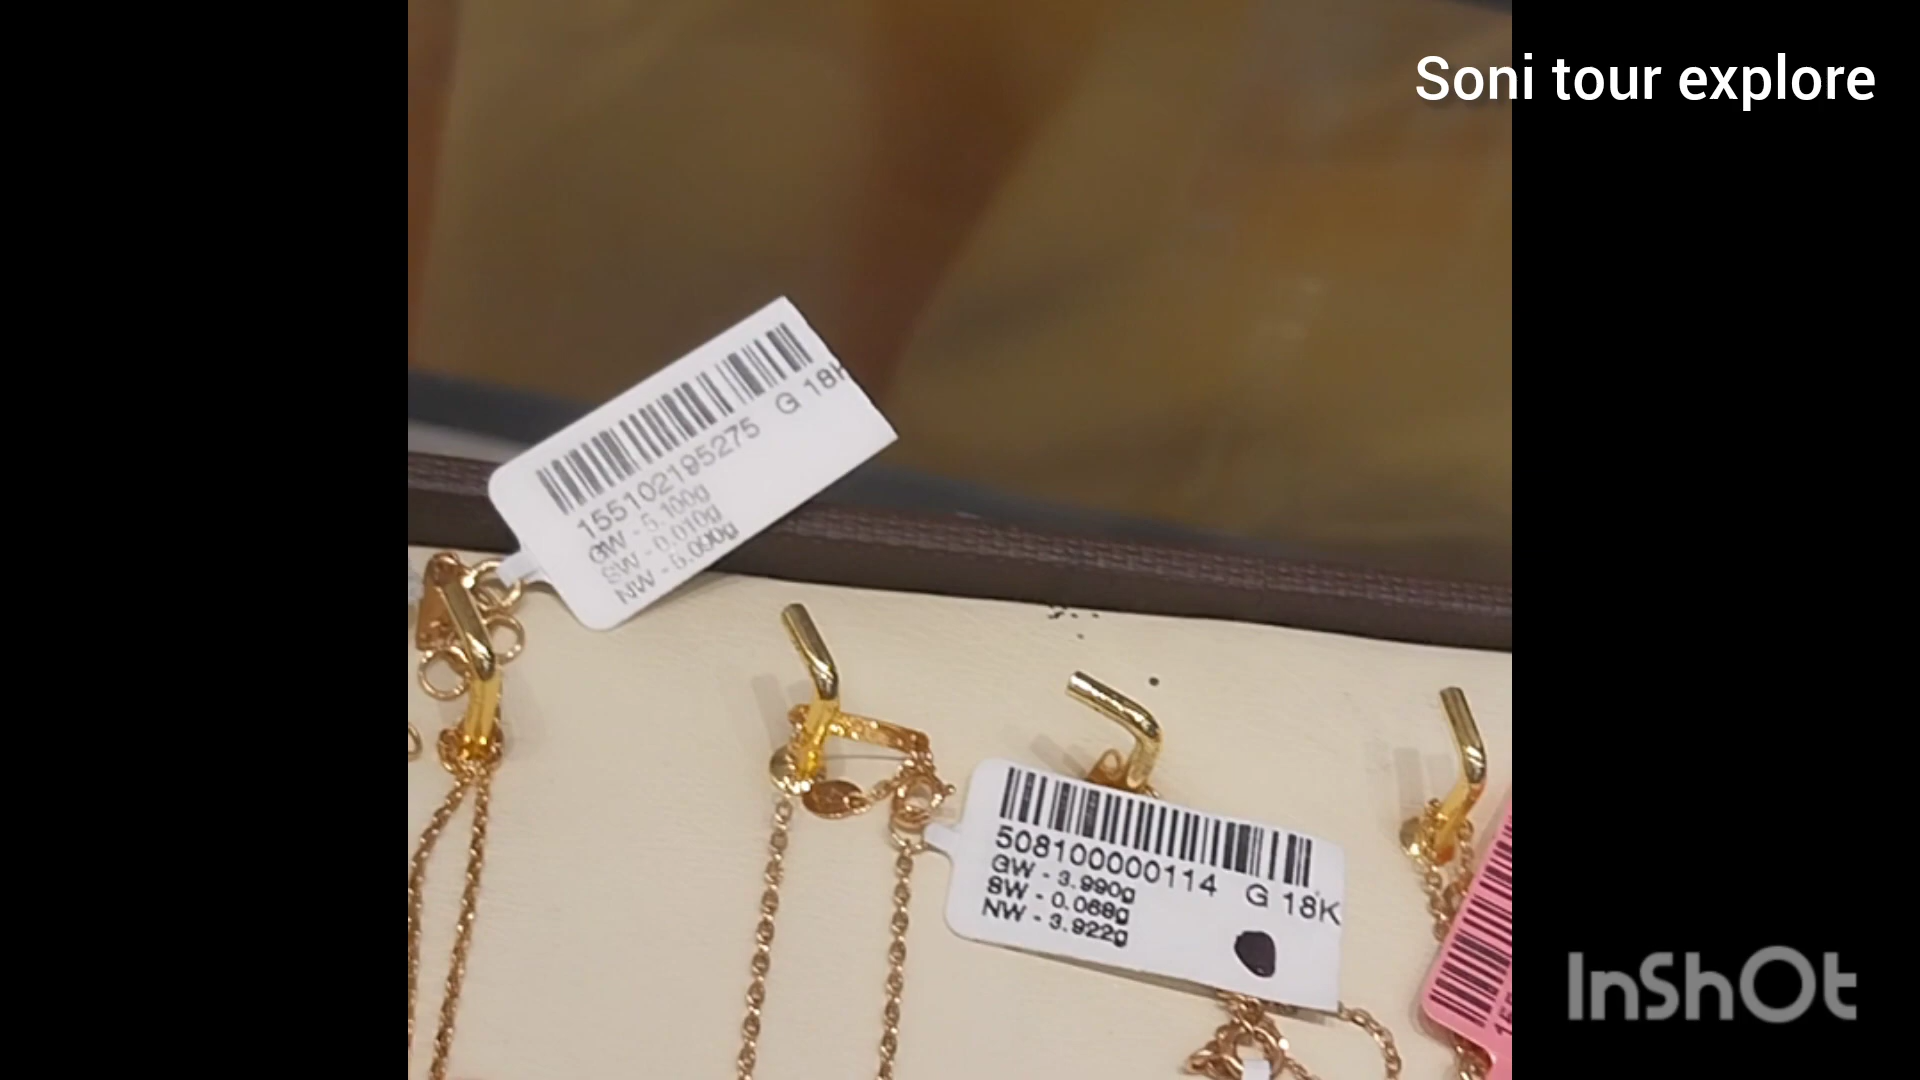 Soni tour explore
155102195275 G 18K
GW - 5.100g
SW - 0.010g
NW - 5.090g
508100000114 G 18K
GW - 3.990g
SW - 0.068g
NW - 3.922g
InShOt